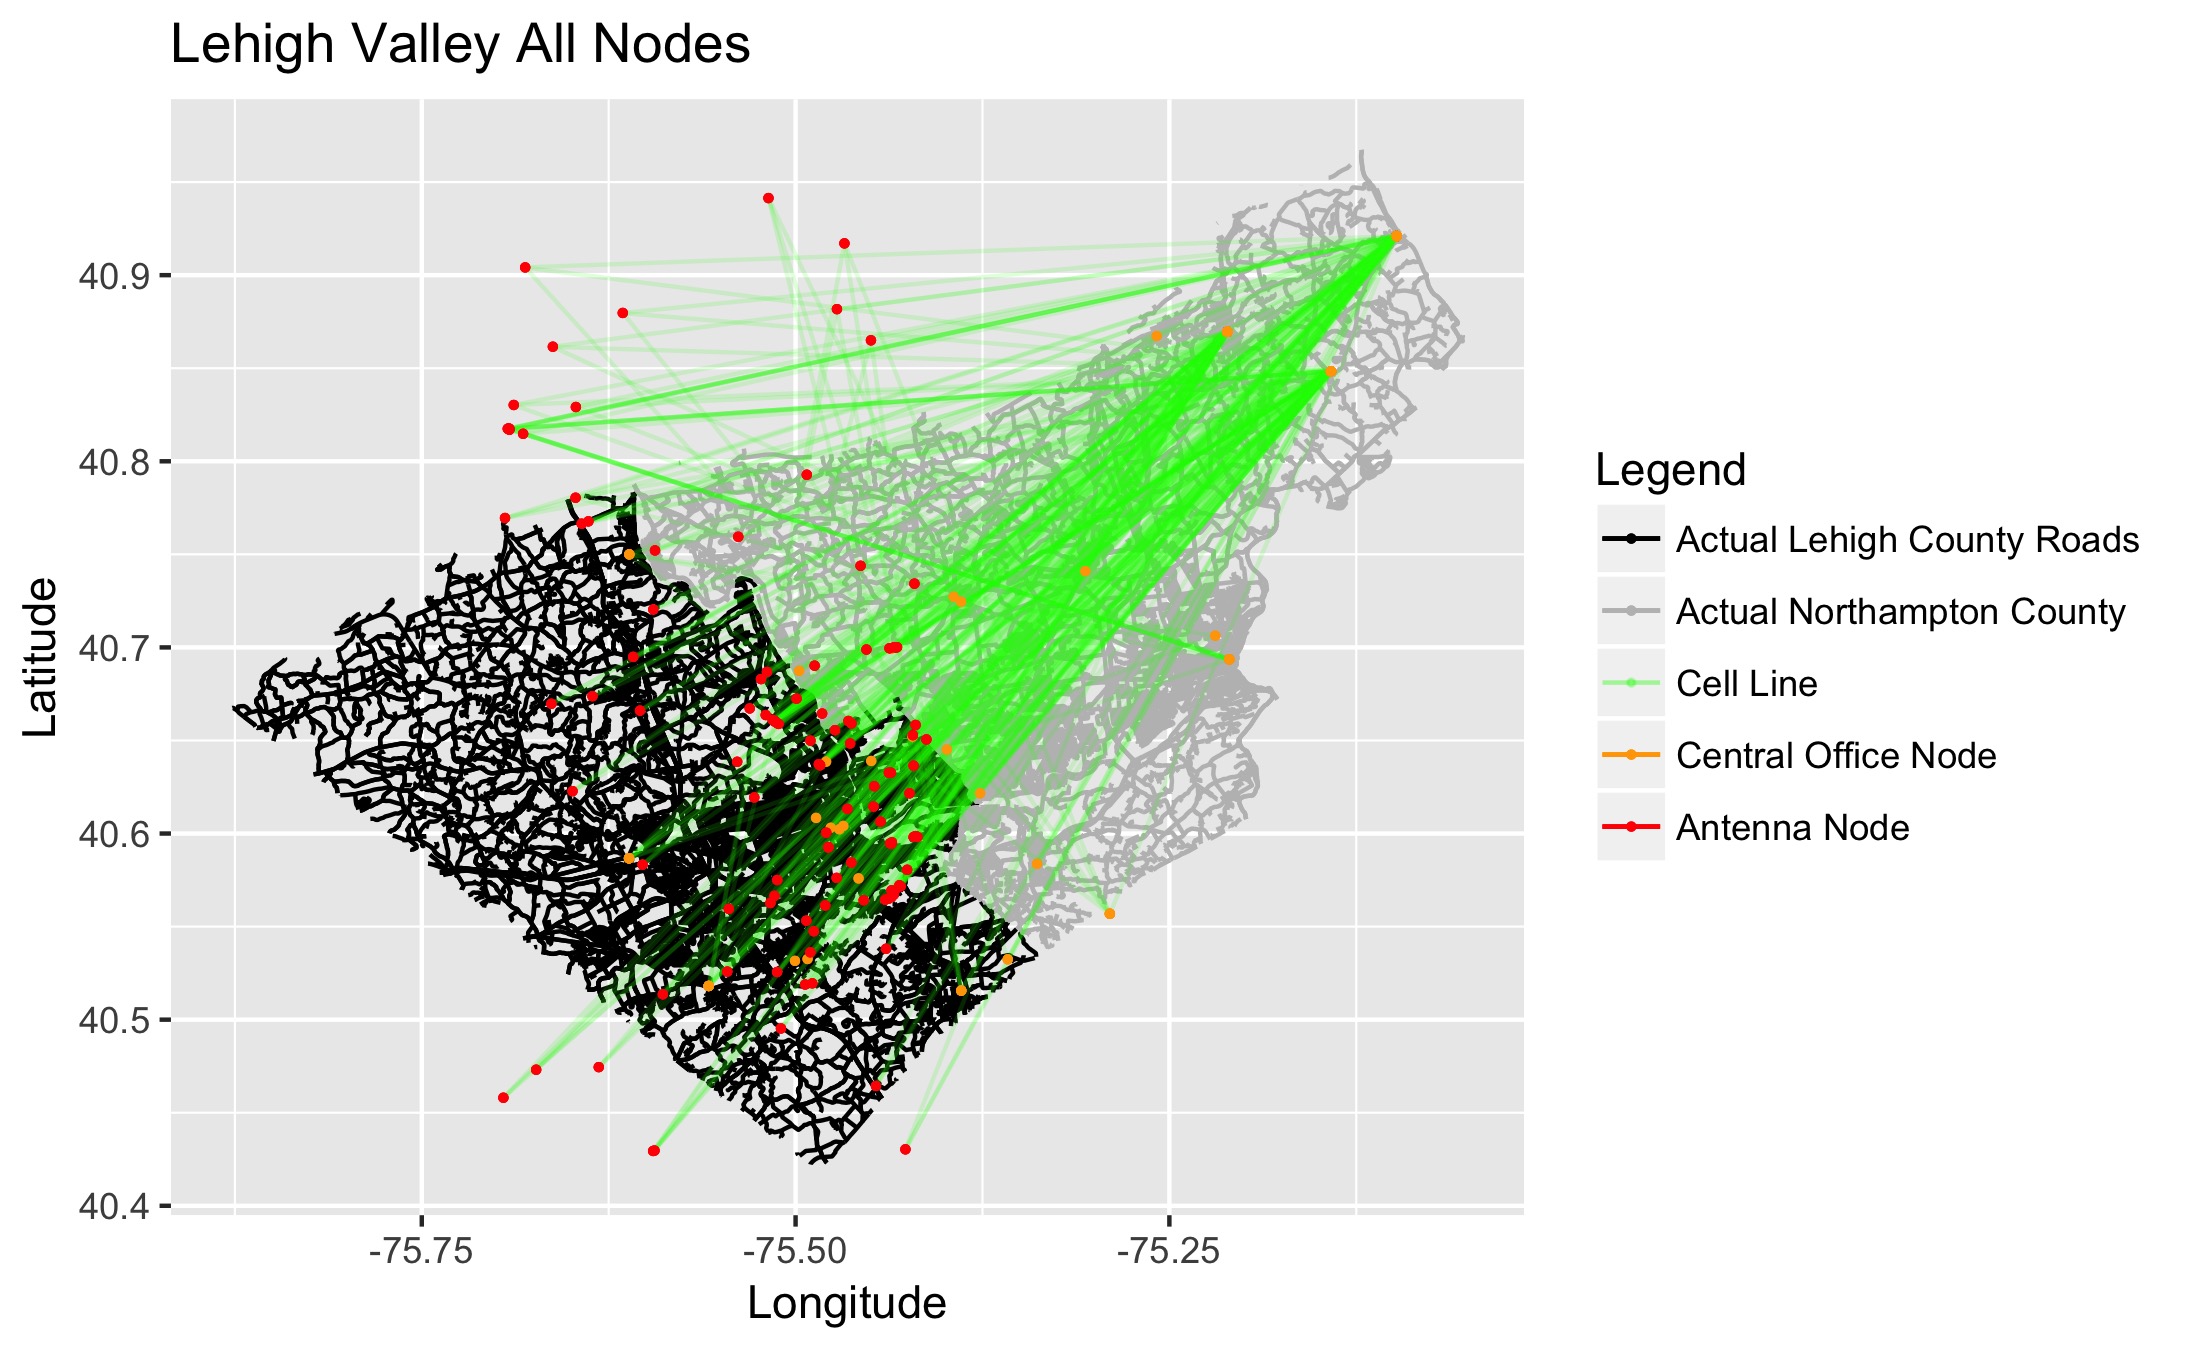 Lehigh Valley All Nodes
40.9
40.8
40.7
40.6
40.5
40.4
Latitude
-75.75
-75.50
-75.25
Longitude
Legend
Actual Lehigh County Roads
Actual Northampton County
Cell Line
Central Office Node
Antenna Node